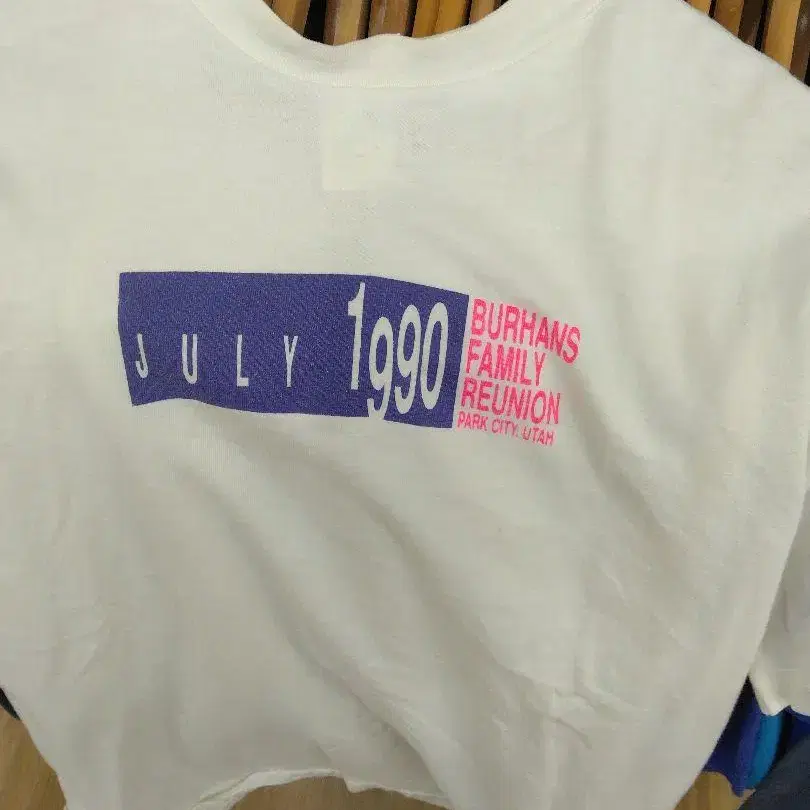 JULY 1990
BURHANS
FAMILY
REUNION
PARK CITY, UTAH